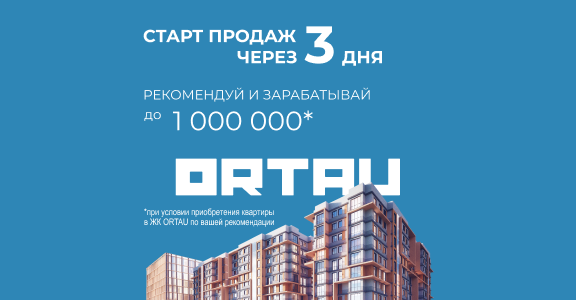 СТАРТ ПРОДАЖ
ЧЕРЕЗ 3 ДНЯ
РЕКОМЕНДУЙ И ЗАРАБАТЫВАЙ
до 1 000 000*
ORTAU
*при условии приобретения квартиры
в ЖК ORTAU по вашей рекомендации